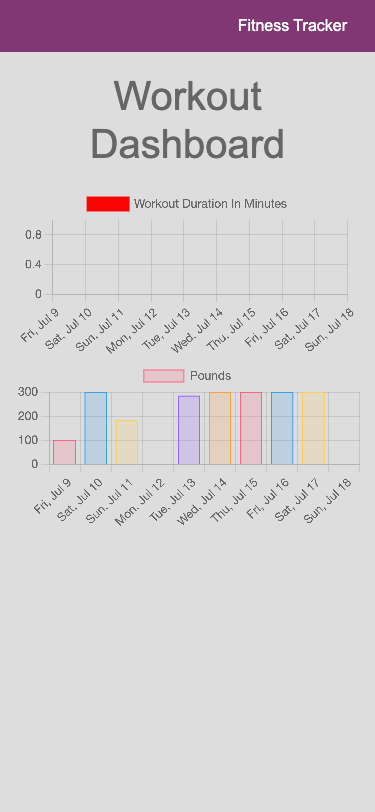 Fitness Tracker
Workout
Dashboard
Workout Duration In Minutes
0.8
0.4
0
Fri, Jul 9
Sat, Jul 10
Sun, Jul 11
Mon, Jul 12
Tue, Jul 13
Wed, Jul 14
Thu, Jul 15
Fri, Jul 16
Sat, Jul 17
Sun, Jul 18
Pounds
300
200
100
0
Fri, Jul 9
Sat, Jul 10
Sun, Jul 11
Mon, Jul 12
Tue, Jul 13
Wed, Jul 14
Thu, Jul 15
Fri, Jul 16
Sat, Jul 17
Sun, Jul 18